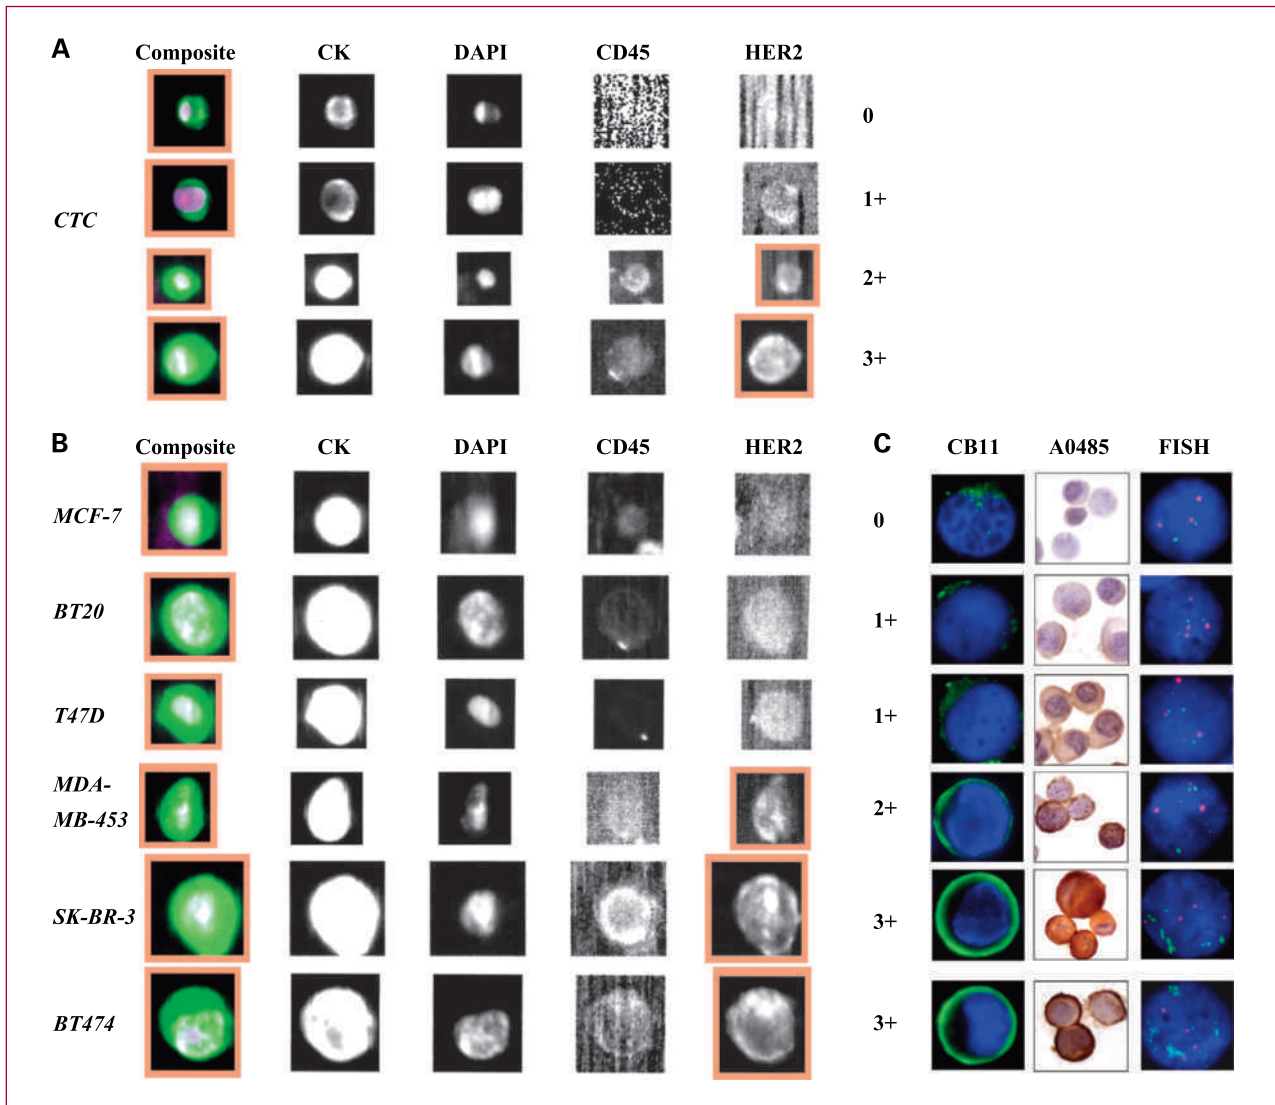 A
Composite CK DAPI CD45 HER2
0
1+
CTC
2+
3+
B
Composite CK DAPI CD45 HER2
C
CB11 A0485 FISH
MCF-7
0
BT20
1+
T47D
1+
MDA-
MB-453
2+
SK-BR-3
3+
BT474
3+